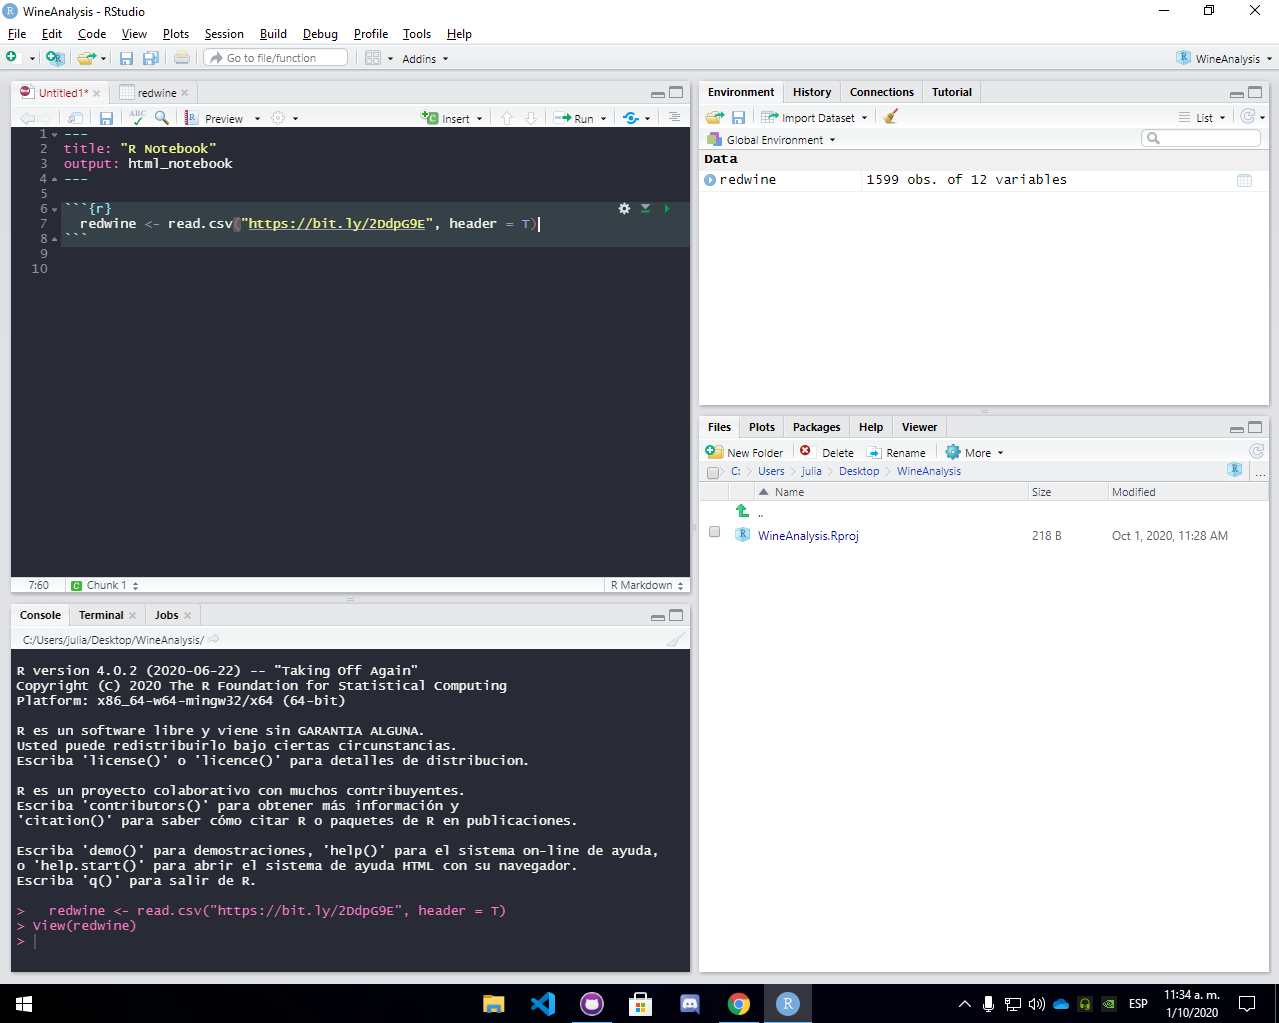 WineAnalysis - RStudio
File Edit Code View Plots Session Build Debug Profile Tools Help
Go to file/function Addins WineAnalysis
Untitled1* redwine
ABC Preview Insert Run
1 ---
2 title: "R Notebook"
3 output: html_notebook
4 ---
5
6 ```{r}
7 redwine <- read.csv("https://bit.ly/2DdpG9E", header = T)
8 ```
9
10
7:60 Chunk 1 R Markdown
Console Terminal Jobs
C:/Users/julia/Desktop/WineAnalysis/
R version 4.0.2 (2020-06-22) -- "Taking Off Again"
Copyright (C) 2020 The R Foundation for Statistical Computing
Platform: x86_64-w64-mingw32/x64 (64-bit)
R es un software libre y viene sin GARANTIA ALGUNA.
Usted puede redistribuirlo bajo ciertas circunstancias.
Escriba 'license()' o 'licence()' para detalles de distribucion.
R es un proyecto colaborativo con muchos contribuyentes.
Escriba 'contributors()' para obtener más información y
'citation()' para saber cómo citar R o paquetes de R en publicaciones.
Escriba 'demo()' para demostraciones, 'help()' para el sistema on-line de ayuda,
o 'help.start()' para abrir el sistema de ayuda HTML con su navegador.
Escriba 'q()' para salir de R.
> redwine <- read.csv("https://bit.ly/2DdpG9E", header = T)
> View(redwine)
>
Environment History Connections Tutorial
Import Dataset List
Global Environment
Data
redwine 1599 obs. of 12 variables
Files Plots Packages Help Viewer
New Folder Delete Rename More
C: Users julia Desktop WineAnalysis ...
Name Size Modified
..
WineAnalysis.Rproj 218 B Oct 1, 2020, 11:28 AM
ESP 11:34 a. m.
1/10/2020